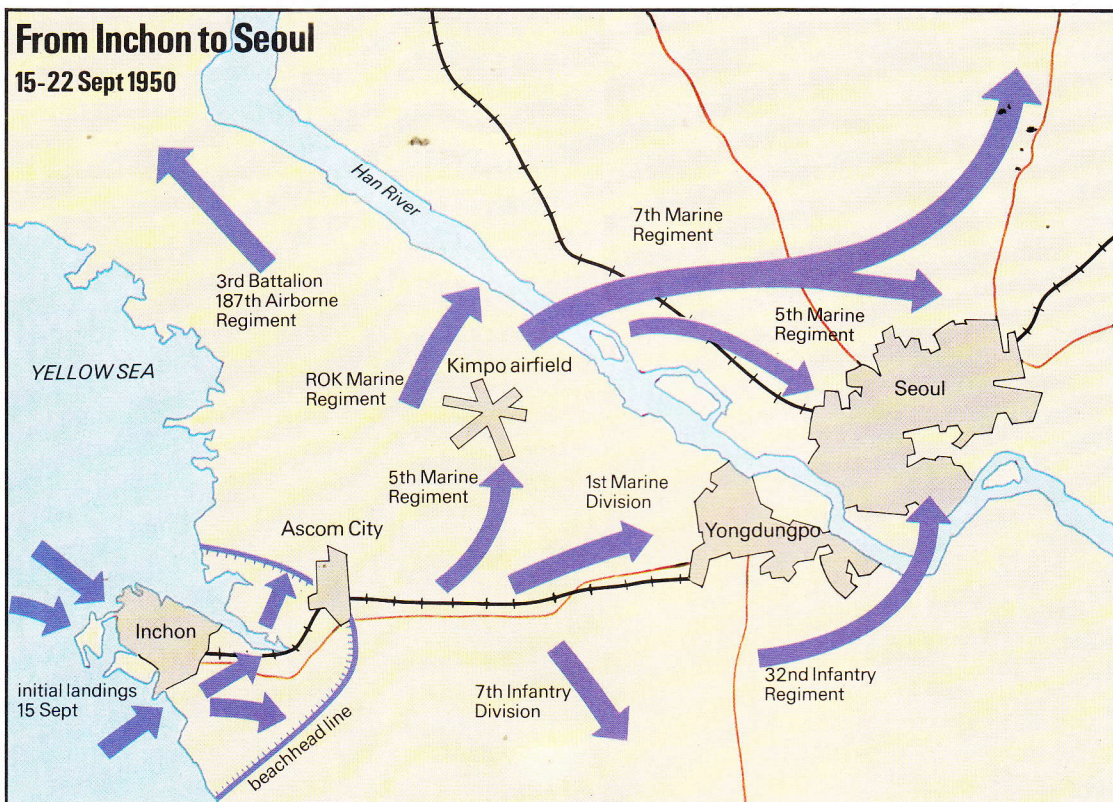 From Inchon to Seoul
15-22 Sept 1950
Han River
7th Marine
Regiment
3rd Battalion
187th Airborne
Regiment
5th Marine
Regiment
YELLOW SEA
Kimpo airfield
ROK Marine
Regiment
Seoul
5th Marine
Regiment
1st Marine
Division
Ascom City
Yongdungpo
Inchon
32nd Infantry
Regiment
initial landings
15 Sept
7th Infantry
Division
beachhead line